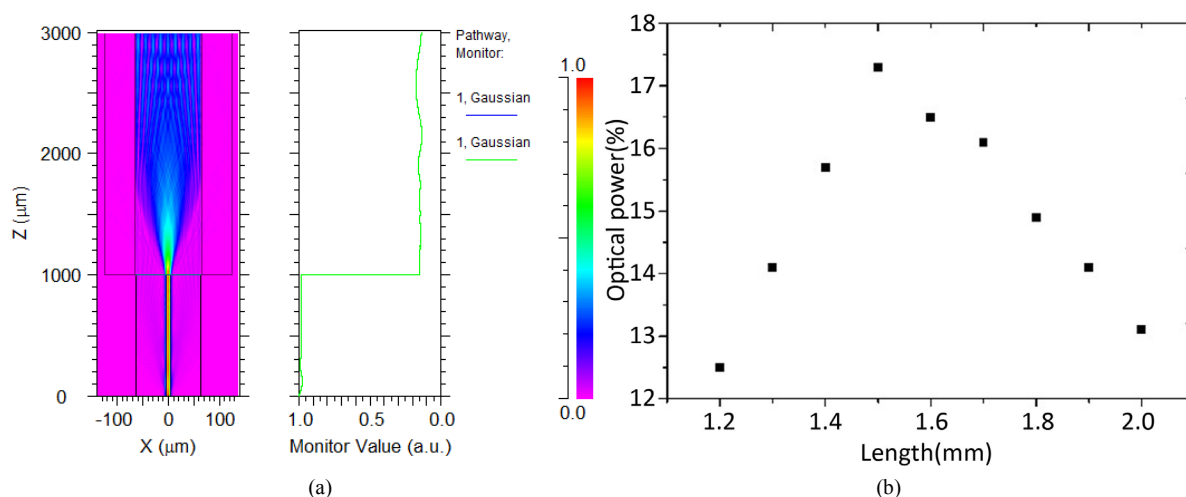 3000
2000
1000
0
Z (μm)
-100
0
100
X (μm)
1.0
0.5
0.0
Monitor Value (a.u.)
Pathway,
Monitor:
1, Gaussian
1, Gaussian
1.0
0.0
(a)
18
17
16
15
14
13
12
Optical power(%)
1.2
1.4
1.6
1.8
2.0
Length(mm)
(b)